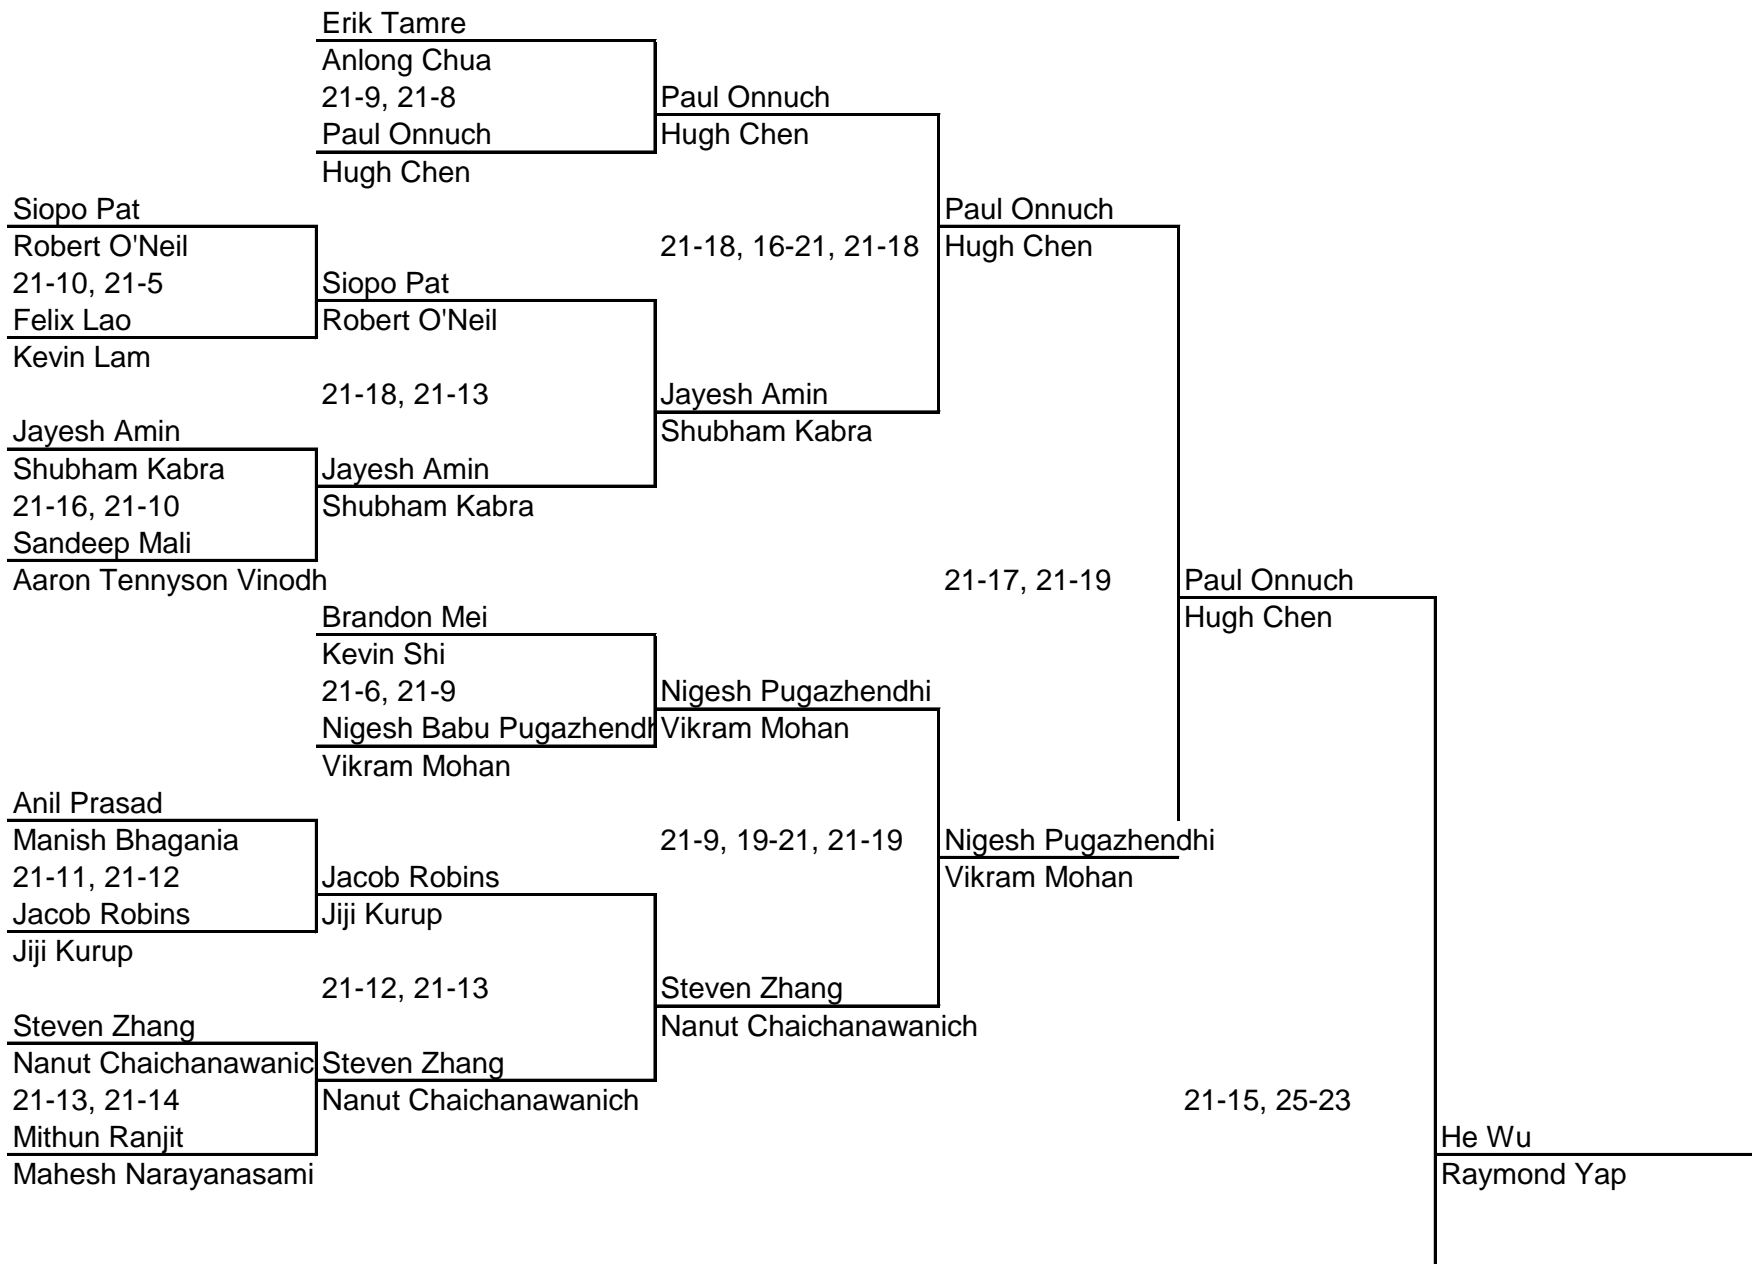 Erik Tamre
Anlong Chua
21-9, 21-8
Paul Onnuch
Paul Onnuch
Hugh Chen
Hugh Chen
Siopo Pat
Paul Onnuch
Robert O'Neil
21-18, 16-21, 21-18
Hugh Chen
21-10, 21-5
Siopo Pat
Felix Lao
Robert O'Neil
Kevin Lam
21-18, 21-13
Jayesh Amin
Jayesh Amin
Shubham Kabra
Shubham Kabra
Jayesh Amin
21-16, 21-10
Shubham Kabra
Sandeep Mali
Aaron Tennyson Vinodh
21-17, 21-19
Paul Onnuch
Brandon Mei
Hugh Chen
Kevin Shi
21-6, 21-9
Nigesh Pugazhendhi
Nigesh Babu Pugazhendh
Vikram Mohan
Vikram Mohan
Anil Prasad
Manish Bhagania
21-9, 19-21, 21-19
Nigesh Pugazhendhi
21-11, 21-12
Jacob Robins
Vikram Mohan
Jacob Robins
Jiji Kurup
Jiji Kurup
21-12, 21-13
Steven Zhang
Steven Zhang
Nanut Chaichanawanich
Nanut Chaichanawanic
Steven Zhang
21-13, 21-14
Nanut Chaichanawanich
21-15, 25-23
Mithun Ranjit
He Wu
Mahesh Narayanasami
Raymond Yap